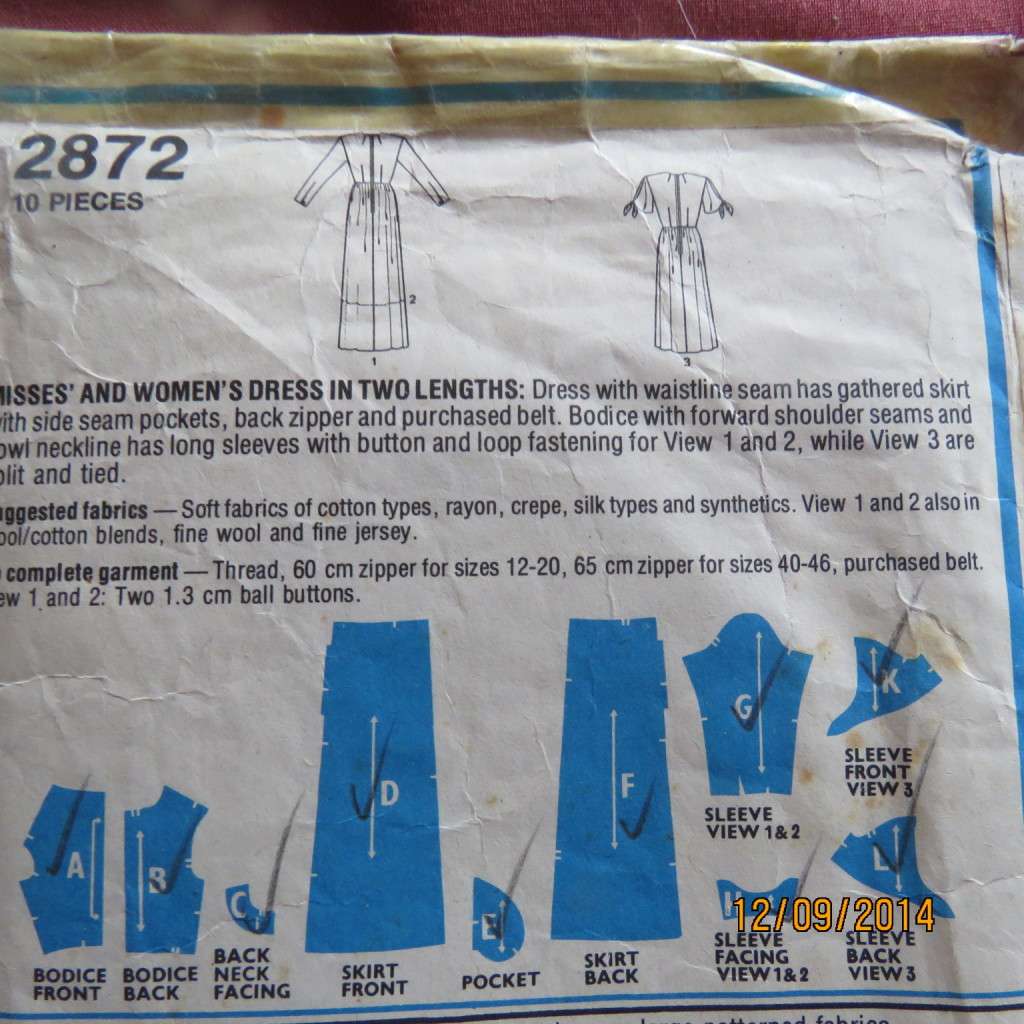 2872
10 PIECES
2
1
3
MISSES' AND WOMEN'S DRESS IN TWO LENGTHS: Dress with waistline seam has gathered skirt
with side seam pockets, back zipper and purchased belt. Bodice with forward shoulder seams and
owl neckline has long sleeves with button and loop fastening for View 1 and 2, while View 3 are
plit and tied.
uggested fabrics — Soft fabrics of cotton types, rayon, crepe, silk types and synthetics. View 1 and 2 also in
ool/cotton blends, fine wool and fine jersey.
complete garment — Thread, 60 cm zipper for sizes 12-20, 65 cm zipper for sizes 40-46, purchased belt.
ew 1 and 2: Two 1.3 cm ball buttons.
A
BODICE
FRONT
B
BODICE
BACK
C
BACK
NECK
FACING
D
SKIRT
FRONT
E
POCKET
F
SKIRT
BACK
G
SLEEVE
VIEW 1&2
H
SLEEVE
FACING
VIEW 1&2
K
SLEEVE
FRONT
VIEW 3
L
SLEEVE
BACK
VIEW 3
12/09/2014
large patterned fabrics